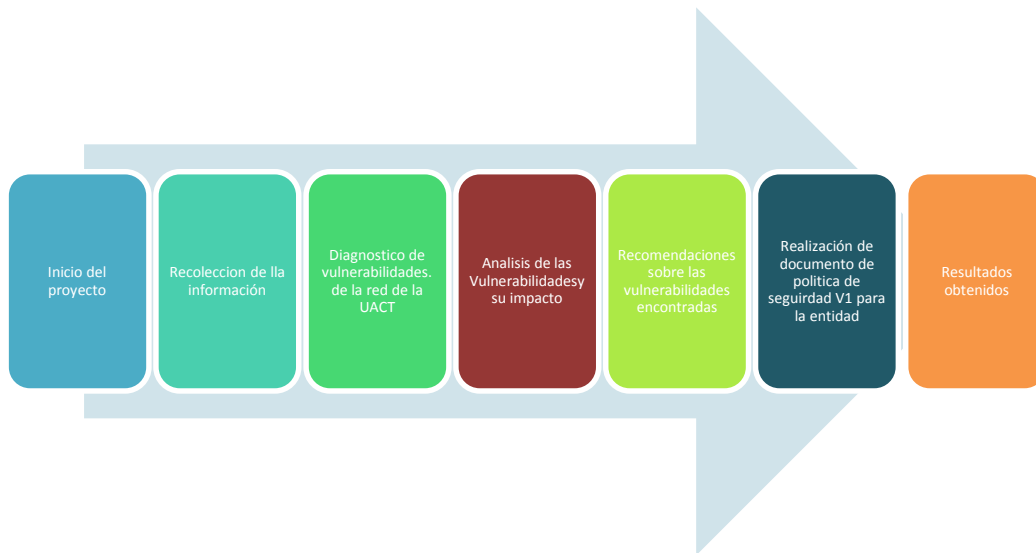 Inicio del
proyecto
Recoleccion de lla
información
Diagnostico de
vulnerabilidades.
de la red de la
UACT
Analisis de las
Vulnerabilidadesy
su impacto
Recomendaciones
sobre las
vulnerabilidades
encontradas
Realización de
documento de
politica de
seguirdad V1 para
la entidad
Resultados
obtenidos